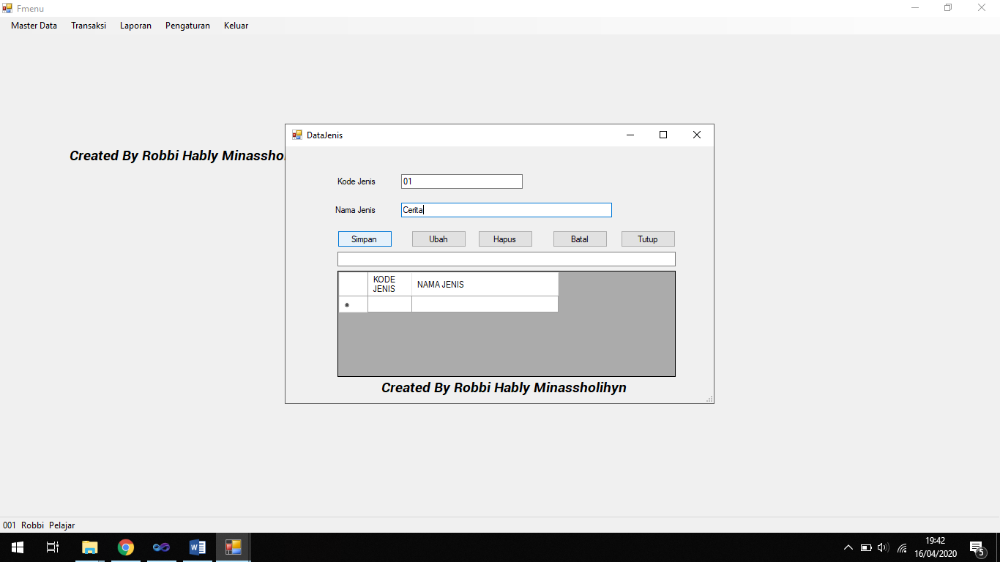 Fmenu
Master Data Transaksi Laporan Pengaturan Keluar
DataJenis
Created By Robbi Hably
Kode Jenis 01
Nama Jenis Cerita
Simpan Ubah Hapus Batal Tutup
KODE JENIS NAMA JENIS
*
Created By Robbi Hably Minassholihyn
001 Robbi Pelajar
19:42
16/04/2020
5